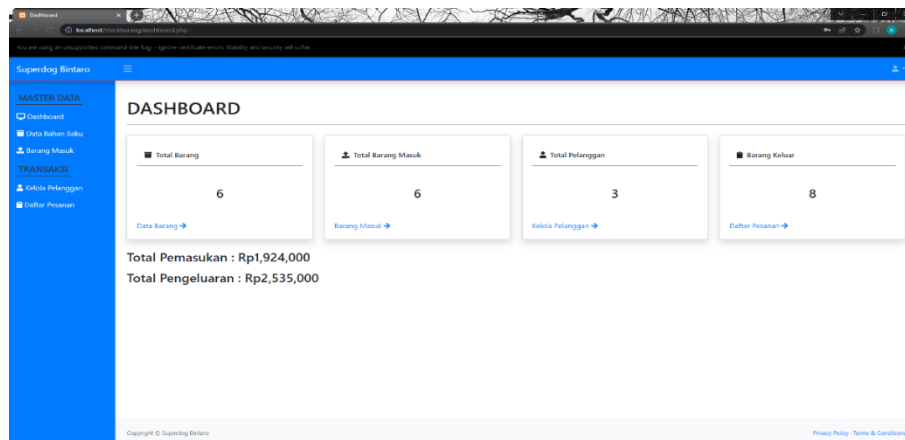 Dashboard
localhost/stockbarang/dashboard.php
You are using an unsupported command-line flag: --ignore-certificate-errors. Stability and security will suffer.
Superdog Bintaro
MASTER DATA
Dashboard
Data Bahan Baku
Barang Masuk
TRANSAKSI
Kelola Pelanggan
Daftar Pesanan
DASHBOARD
Total Barang
6
Data Barang
Total Barang Masuk
6
Barang Masuk
Total Pelanggan
3
Kelola Pelanggan
Barang Keluar
8
Daftar Pesanan
Total Pemasukan : Rp1,924,000
Total Pengeluaran : Rp2,535,000
Copyright © Superdog Bintaro
Privacy Policy · Terms & Conditions